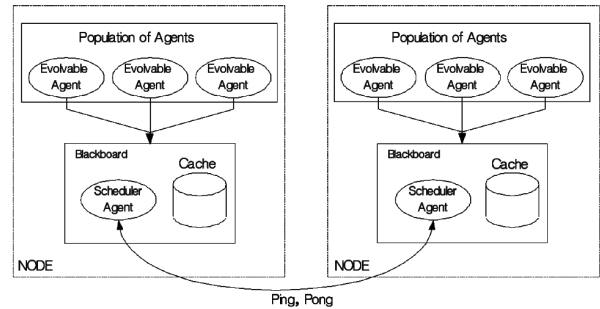 Population of Agents
Evolvable
Agent
Evolvable
Agent
Evolvable
Agent
Blackboard
Cache
Scheduler
Agent
NODE
Population of Agents
Evolvable
Agent
Evolvable
Agent
Evolvable
Agent
Blackboard
Cache
Scheduler
Agent
NODE
Ping, Pong